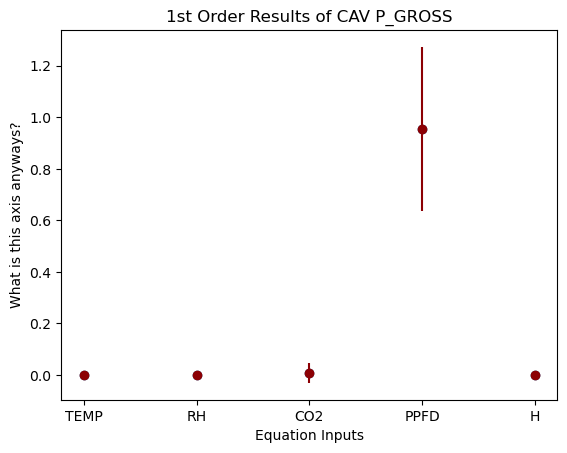 1st Order Results of CAV P_GROSS
What is this axis anyways?
1.2
1.0
0.8
0.6
0.4
0.2
0.0
TEMP RH CO2 PPFD H
Equation Inputs